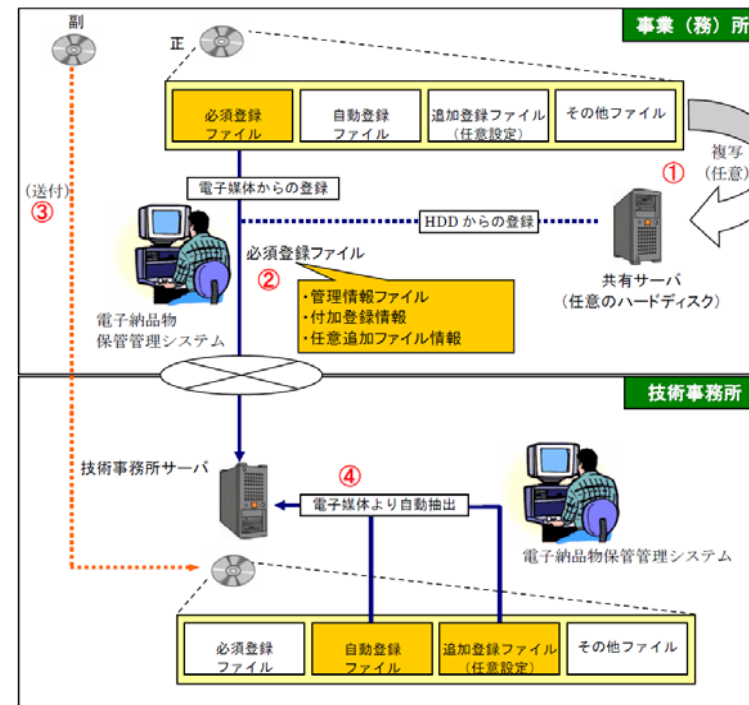 副
正
事業（務）所
必須登録
ファイル
自動登録
ファイル
追加登録ファイル
(任意設定)
その他ファイル
複写
(任意)
①
(送付)
③
電子媒体からの登録
HDD からの登録
必須登録ファイル
②
・管理情報ファイル
・付加登録情報
・任意追加ファイル情報
共有サーバ
(任意のハードディスク)
電子納品物
保管管理システム
技術事務所
技術事務所サーバ
④
電子媒体より自動抽出
電子納品物保管管理システム
必須登録
ファイル
自動登録
ファイル
追加登録ファイル
(任意設定)
その他ファイル